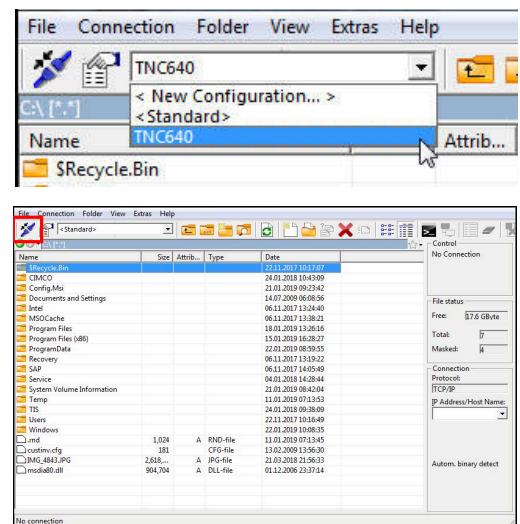 File Connection Folder View Extras Help
TNC640
C:\ [*.*]
< New Configuration... >
<Standard>
Name TNC640 Attrib...
$Recycle.Bin
File Connection Folder View Extras Help
<Standard>
Control
No Connection
Name Size Attrib... Type Date
$Recycle.Bin 22.11.2017 10:17:07
CIMCO 24.01.2018 10:43:09
Config.Msi 21.01.2019 09:23:42
Documents and Settings 14.07.2009 06:08:56
Intel 06.11.2017 13:24:40
MSOCache 06.11.2017 13:38:21
Program Files 18.01.2019 13:26:16
Program Files (x86) 15.01.2019 16:28:27
ProgramData 22.01.2019 08:59:55
Recovery 06.11.2017 13:19:22
SAP 06.11.2017 14:05:49
Service 04.01.2018 14:28:44
System Volume Information 21.01.2019 08:42:04
Temp 11.01.2019 07:13:53
TIS 24.01.2018 09:38:09
Users 22.11.2017 10:16:49
Windows 22.01.2019 10:08:35
.rnd 1,024 A RND-file 11.01.2019 07:13:45
custinv.cfg 181 CFG-file 13.02.2009 13:56:30
IMG_4843.JPG 2,618,... A JPG-file 21.03.2018 21:56:33
msdia80.dll 904,704 A DLL-file 01.12.2006 23:37:14
File status
Free: 17.6 GByte
Total: 7
Masked: 4
Connection
Protocol:
TCP/IP
IP Address/Host Name:
Autom. binary detect
No connection